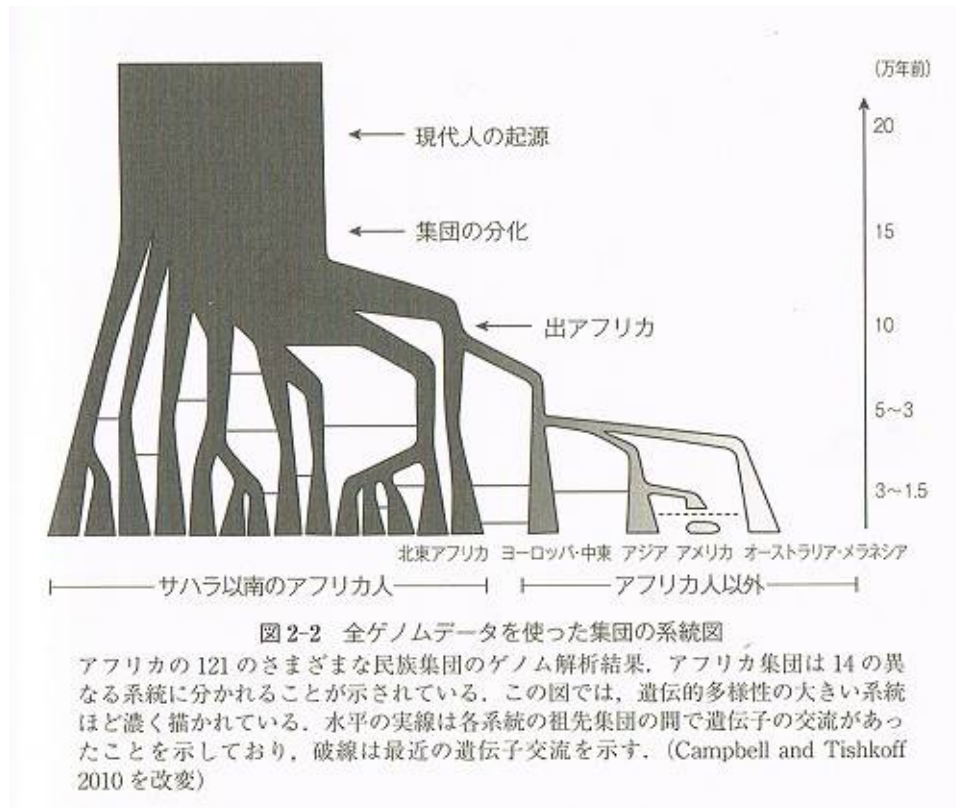 (万年前)
20
現代人の起源
集団の分化
15
出アフリカ
10
5~3
3~1.5
北東アフリカ ヨーロッパ・中東 アジア アメリカ オーストラリア・メラネシア
サハラ以南のアフリカ人 アフリカ人以外
図 2-2 全ゲノムデータを使った集団の系統図
アフリカの 121 のさまざまな民族集団のゲノム解析結果.アフリカ集団は 14 の異
なる系統に分かれることが示されている.この図では,遺伝的多様性の大きい系統
ほど濃く描かれている.水平の実線は各系統の祖先集団の間で遺伝子の交流があっ
たことを示しており,破線は最近の遺伝子交流を示す.(Campbell and Tishkoff
2010 を改変)